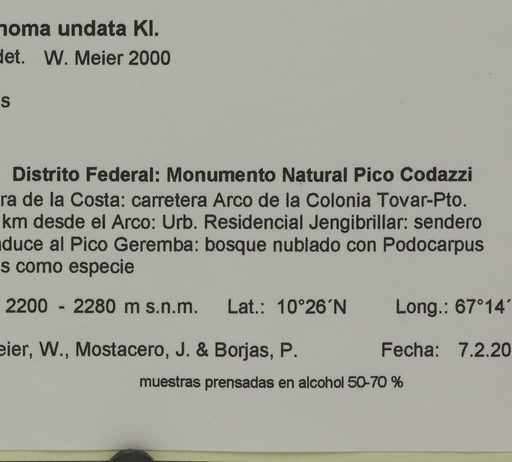 noma undata Kl.
det. W. Meier 2000
s
Distrito Federal: Monumento Natural Pico Codazzi
ra de la Costa: carretera Arco de la Colonia Tovar-Pto.
km desde el Arco: Urb. Residencial Jengibrillar: sendero
duce al Pico Geremba: bosque nublado con Podocarpus
s como especie
2200 - 2280 m s.n.m. Lat.: 10°26´N Long.: 67°14´
eier, W., Mostacero, J. & Borjas, P. Fecha: 7.2.20
muestras prensadas en alcohol 50-70 %